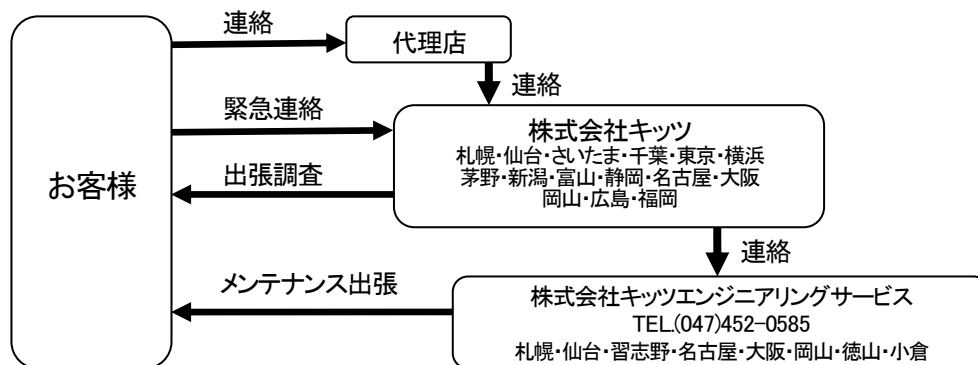 連絡
代理店
連絡
緊急連絡
株式会社キッツ
札幌・仙台・さいたま・千葉・東京・横浜
茅野・新潟・富山・静岡・名古屋・大阪
岡山・広島・福岡
お客様
出張調査
連絡
メンテナンス出張
株式会社キッツエンジニアリングサービス
TEL.(047)452-0585
札幌・仙台・習志野・名古屋・大阪・岡山・徳山・小倉